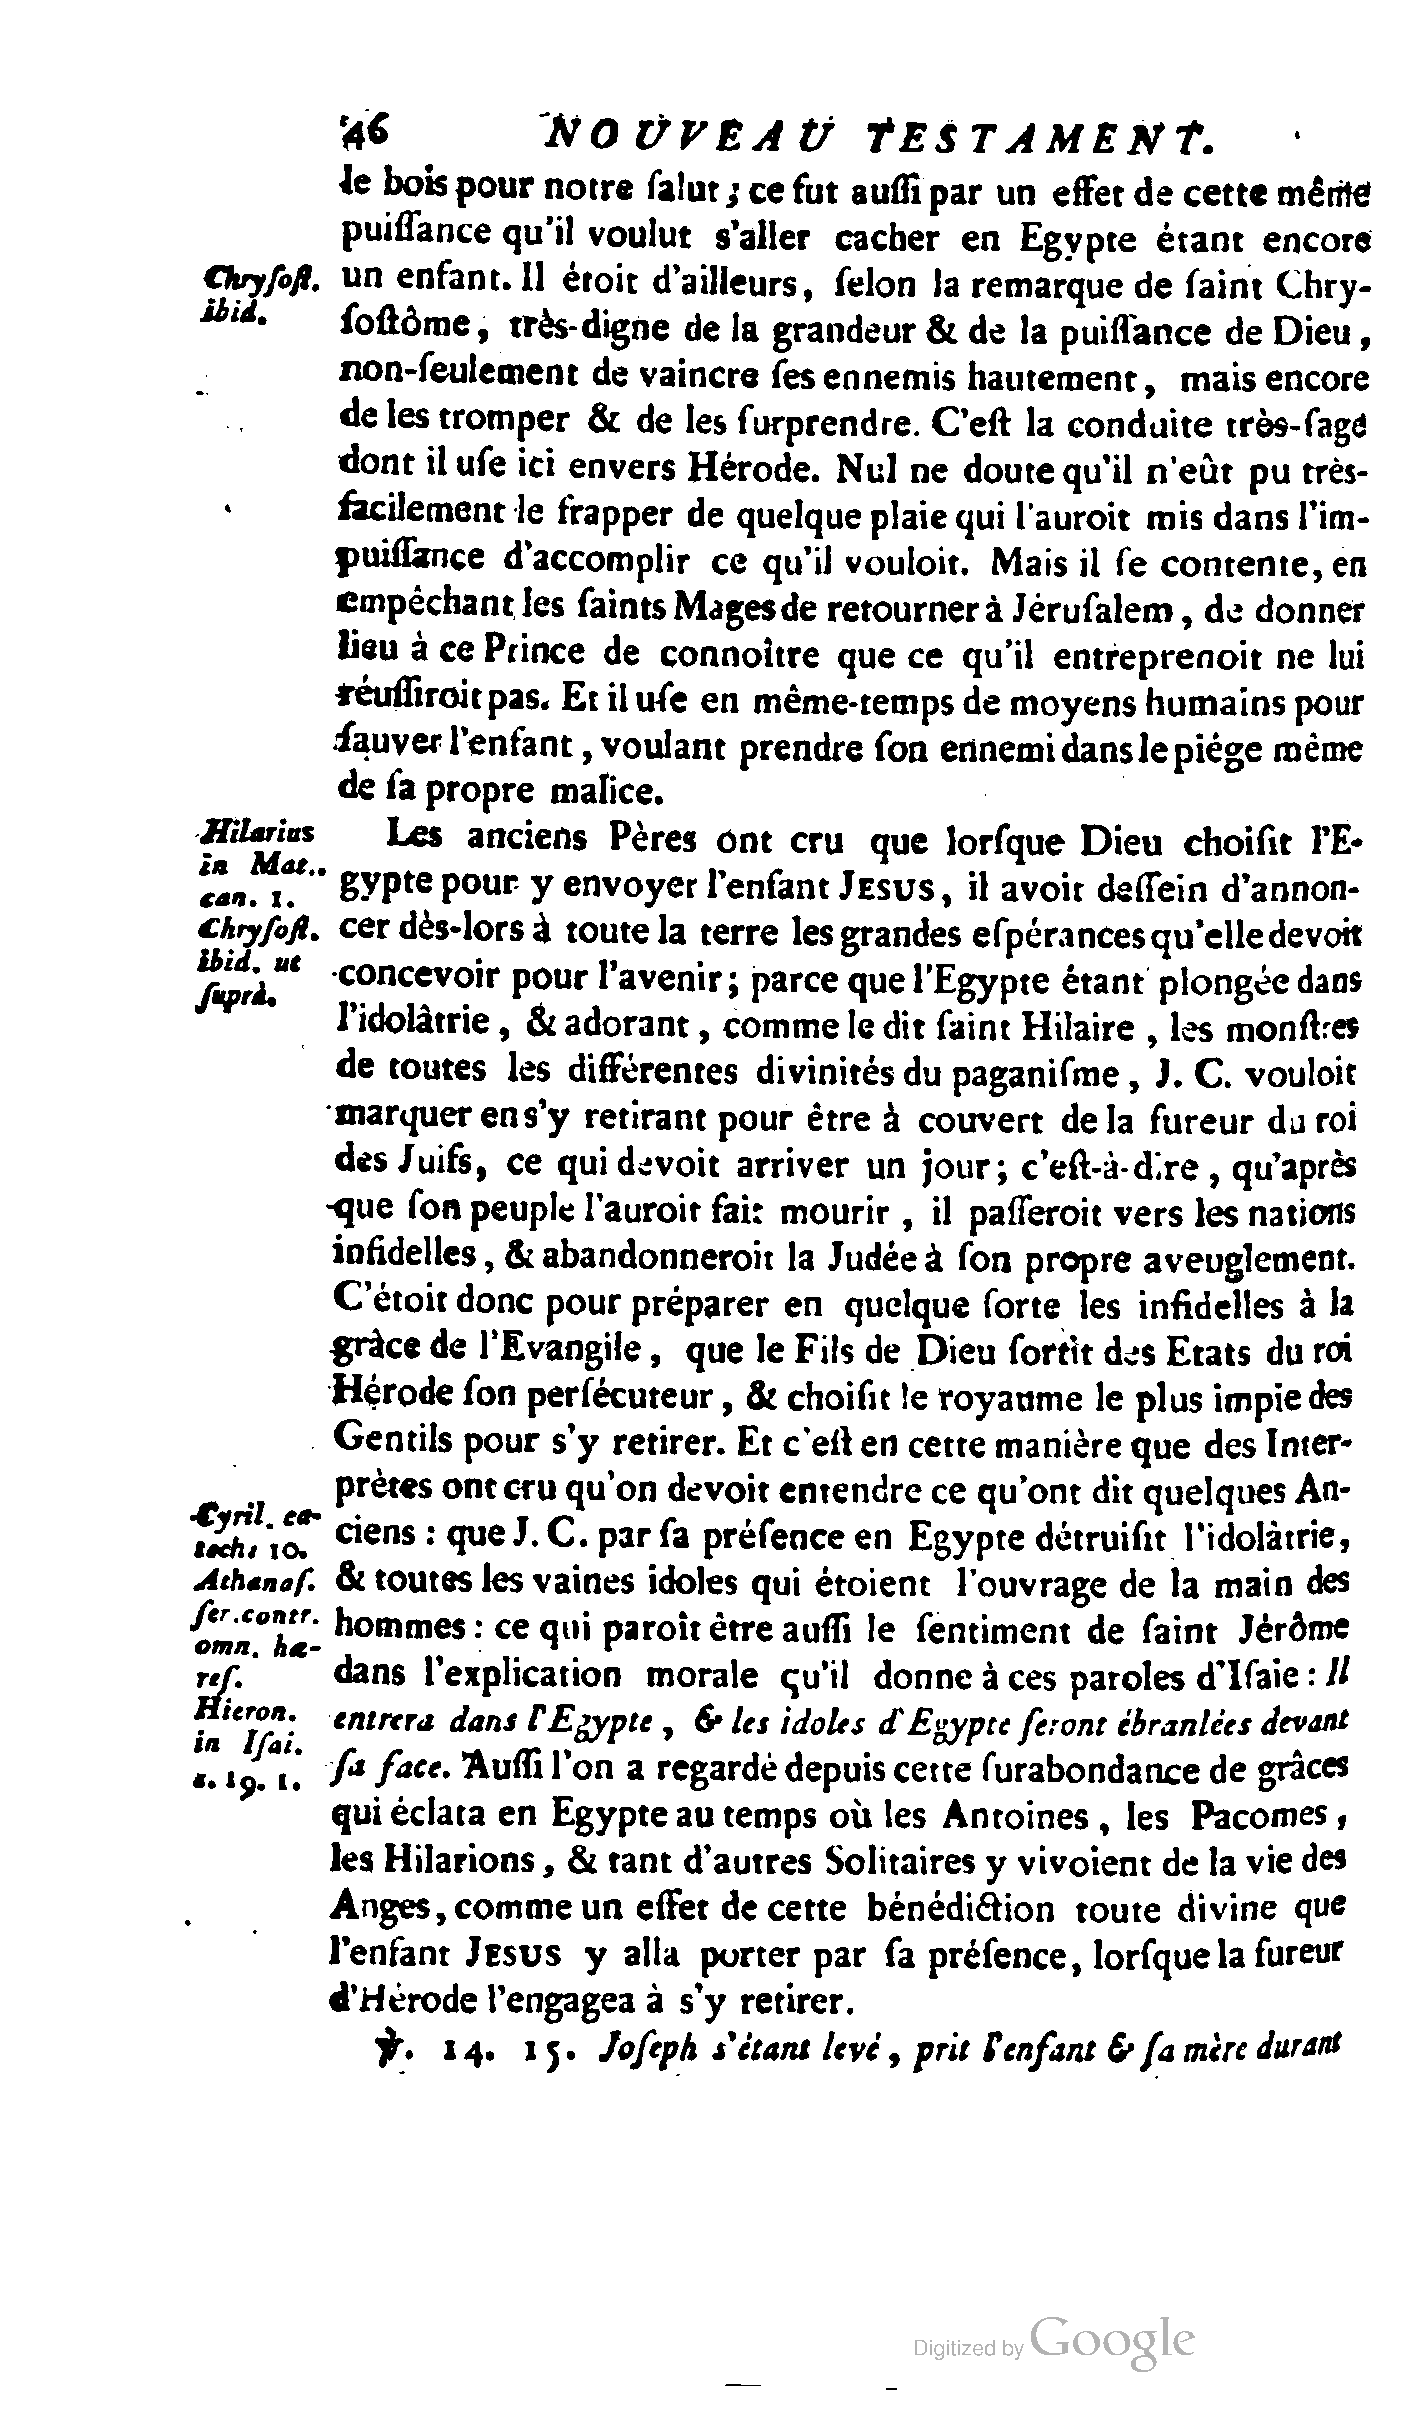 46 NOUVEAU TESTAMENT.
le bois pour notre ſalut ; ce fut auſſi par un effet de cette même
puiſſance qu'il voulut s'aller cacher en Egypte étant encore
Chryſoſt. ibid.
un enfant. Il étoit d'ailleurs, ſelon la remarque de ſaint Chry-
ſoſtôme, très-digne de la grandeur & de la puiſſance de Dieu,
non-ſeulement de vaincre ſes ennemis hautement, mais encore
de les tromper & de les ſurprendre. C'eſt la conduite très-ſage
dont il uſe ici envers Hérode. Nul ne doute qu'il n'eût pu très-
facilement le frapper de quelque plaie qui l'auroit mis dans l'im-
puiſſance d'accomplir ce qu'il vouloit. Mais il ſe contente, en
empêchant les ſaints Mages de retourner à Jéruſalem, de donner
lieu à ce Prince de connoître que ce qu'il entreprenoit ne lui
réuſſiroit pas. Et il uſe en même-temps de moyens humains pour
ſauver l'enfant, voulant prendre ſon ennemi dans le piége même
de ſa propre malice.
Hilarius
in Mat.
can. 1.
Chryſoſt.
ibid. ut
ſuprà.
Les anciens Pères ont cru que lorſque Dieu choiſit l'E-
gypte pour y envoyer l'enfant JESUS, il avoit deſſein d'annon-
cer dès-lors à toute la terre les grandes eſpérances qu'elle devoit
concevoir pour l'avenir ; parce que l'Egypte étant plongée dans
l'idolâtrie, & adorant, comme le dit ſaint Hilaire, les monſtres
de toutes les différentes divinités du paganiſme, J. C. vouloit
marquer en s'y retirant pour être à couvert de la fureur du roi
des Juifs, ce qui devoit arriver un jour ; c'eſt-à-dire, qu'après
que ſon peuple l'auroit fait mourir, il paſſeroit vers les nations
infidelles, & abandonneroit la Judée à ſon propre aveuglement.
C'étoit donc pour préparer en quelque ſorte les infidelles à la
grâce de l'Evangile, que le Fils de Dieu ſortit des Etats du roi
Hérode ſon perſécuteur, & choiſit le royaume le plus impie des
Gentils pour s'y retirer. Et c'eſt en cette manière que des Inter-
prètes ont cru qu'on devoit entendre ce qu'ont dit quelques An-
Cyril. ca-
tech. 10.
Athanaſ.
ſer. contr.
omn. hæ-
reſ.
Hieron.
in Iſai.
c. 19. 1.
ciens : que J. C. par ſa préſence en Egypte détruiſit l'idolâtrie,
& toutes les vaines idoles qui étoient l'ouvrage de la main des
hommes : ce qui paroît être auſſi le ſentiment de ſaint Jérôme
dans l'explication morale qu'il donne à ces paroles d'Iſaie : Il
entrera dans l'Egypte, & les idoles d'Egypte ſeront ébranlées devant
ſa face. Auſſi l'on a regardé depuis cette ſurabondance de grâces
qui éclata en Egypte au temps où les Antoines, les Pacomes,
les Hilarions, & tant d'autres Solitaires y vivoient de la vie des
Anges, comme un effet de cette bénédiction toute divine que
l'enfant JESUS y alla porter par ſa préſence, lorſque la fureur
d'Hérode l'engagea à s'y retirer.
℣. 14. 15. Joſeph s'étant levé, prit l'enfant & ſa mère durant
Digitized by Google